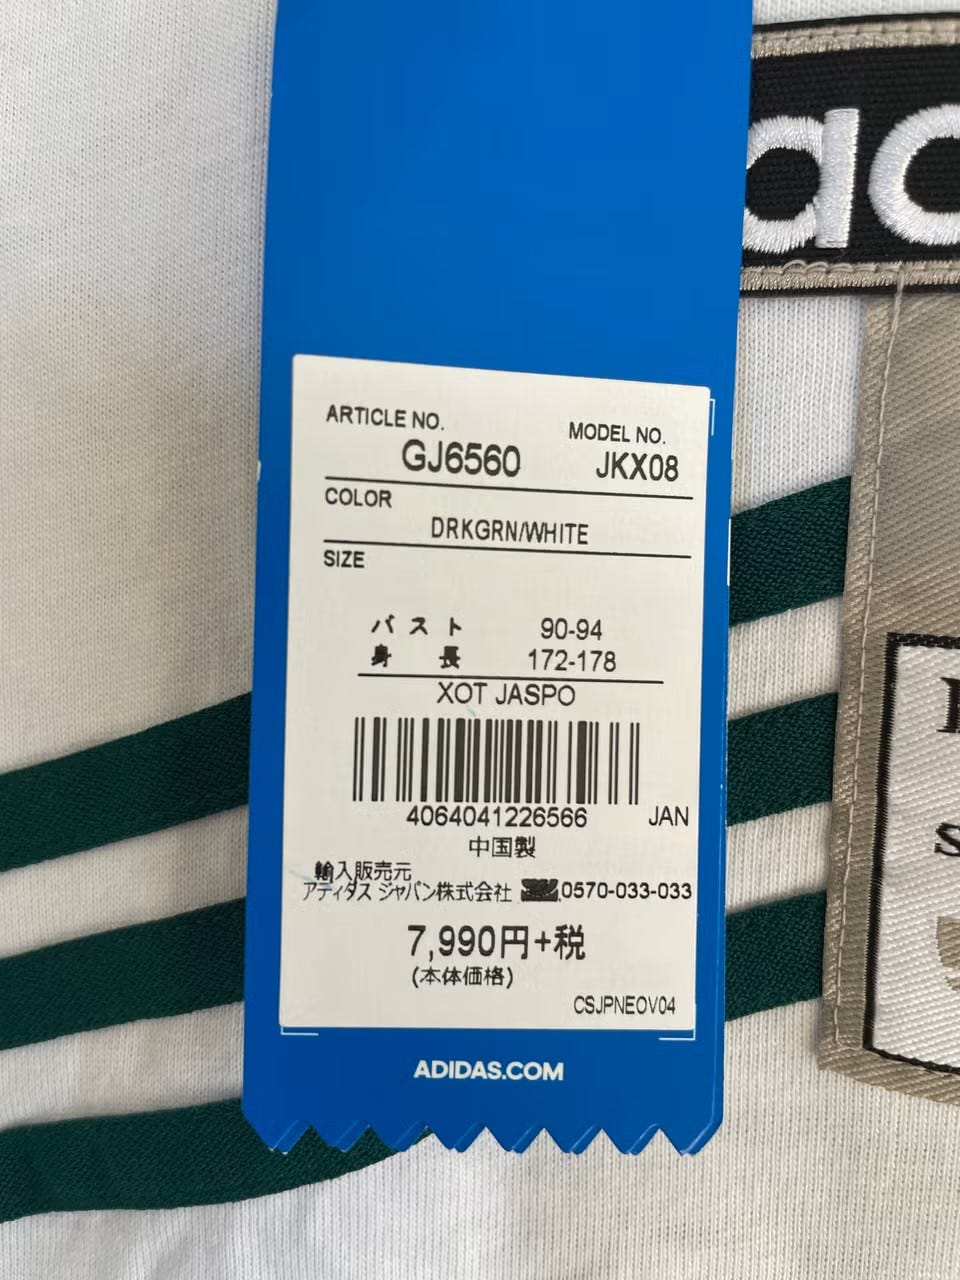 ad
ARTICLE NO.
MODEL NO.
GJ6560
JKX08
COLOR
DRKGRN/WHITE
SIZE
バスト 90-94
身長 172-178
XOT JASPO
4064041226566
JAN
中国製
輸入販売元
アディダス ジャパン株式会社 0570-033-033
7,990円+税
(本体価格)
CSJPNEOV04
ADIDAS.COM